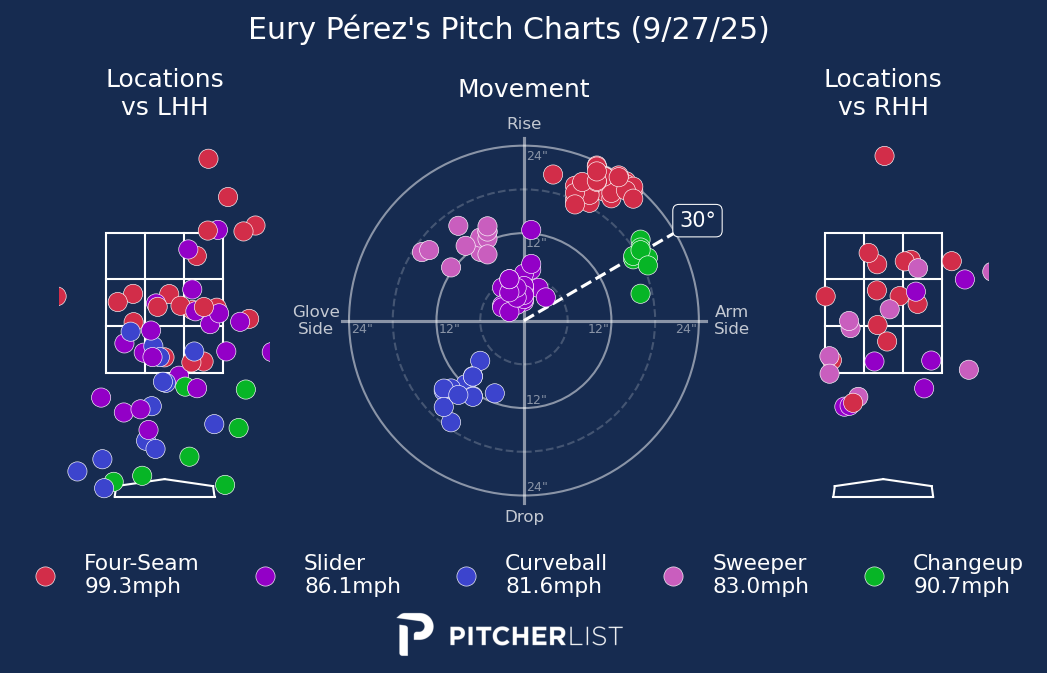 Eury Pérez's Pitch Charts (9/27/25)
Locations
vs LHH
Movement
Locations
vs RHH
Rise
24"
12"
30°
Glove
Side
24"
12"
12"
24"
Arm
Side
12"
24"
Drop
Four-Seam
99.3mph
Slider
86.1mph
Curveball
81.6mph
Sweeper
83.0mph
Changeup
90.7mph
PITCHERLIST